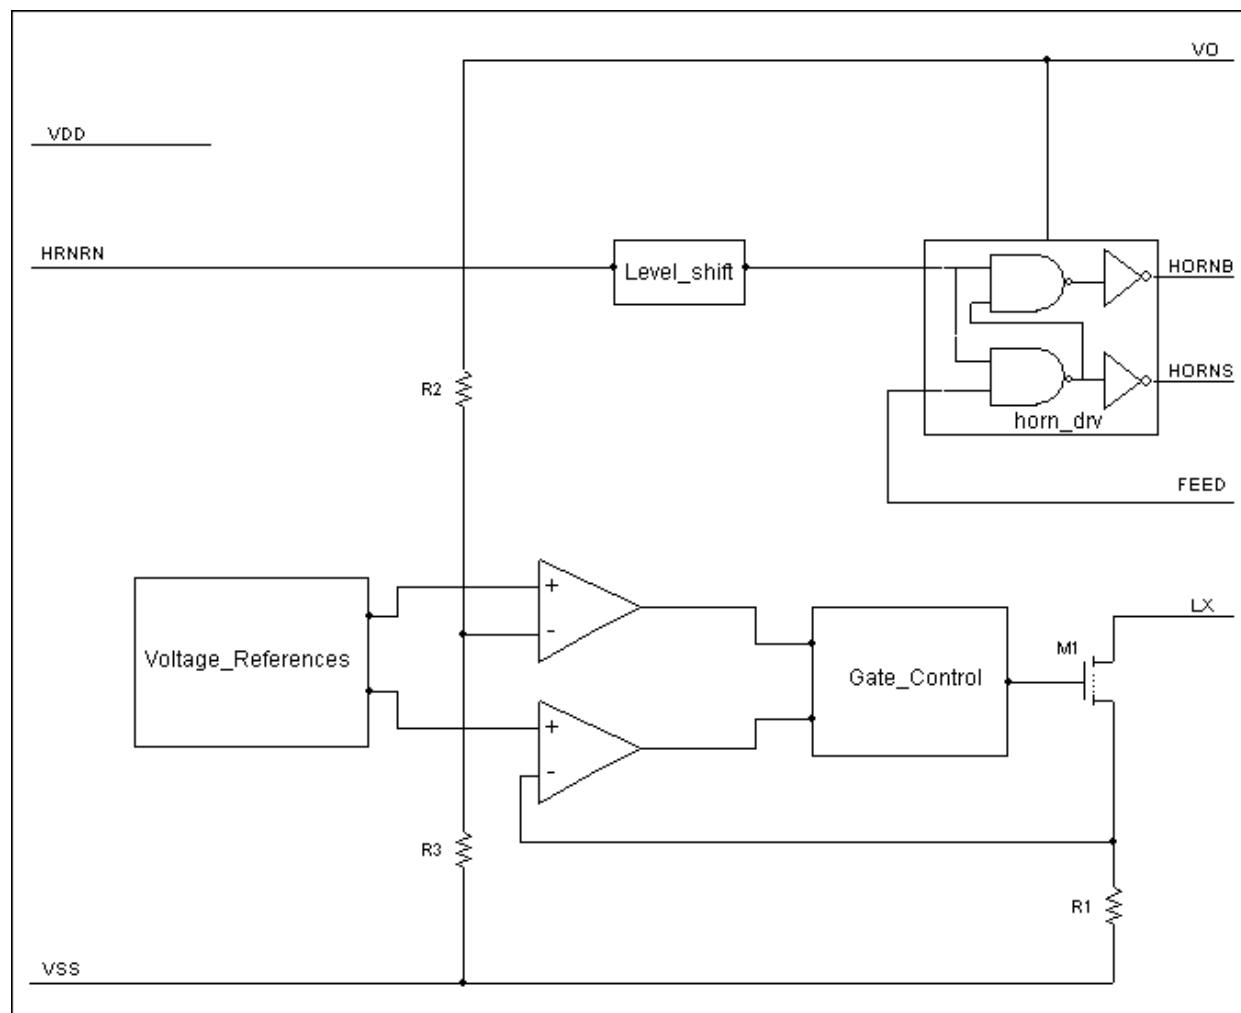 VO
VDD
HRNRN
Level_shift
HORNB
HORNS
R2
horn_drv
FEED
+
-
LX
Voltage_References
M1
Gate_Control
+
-
R3
R1
VSS